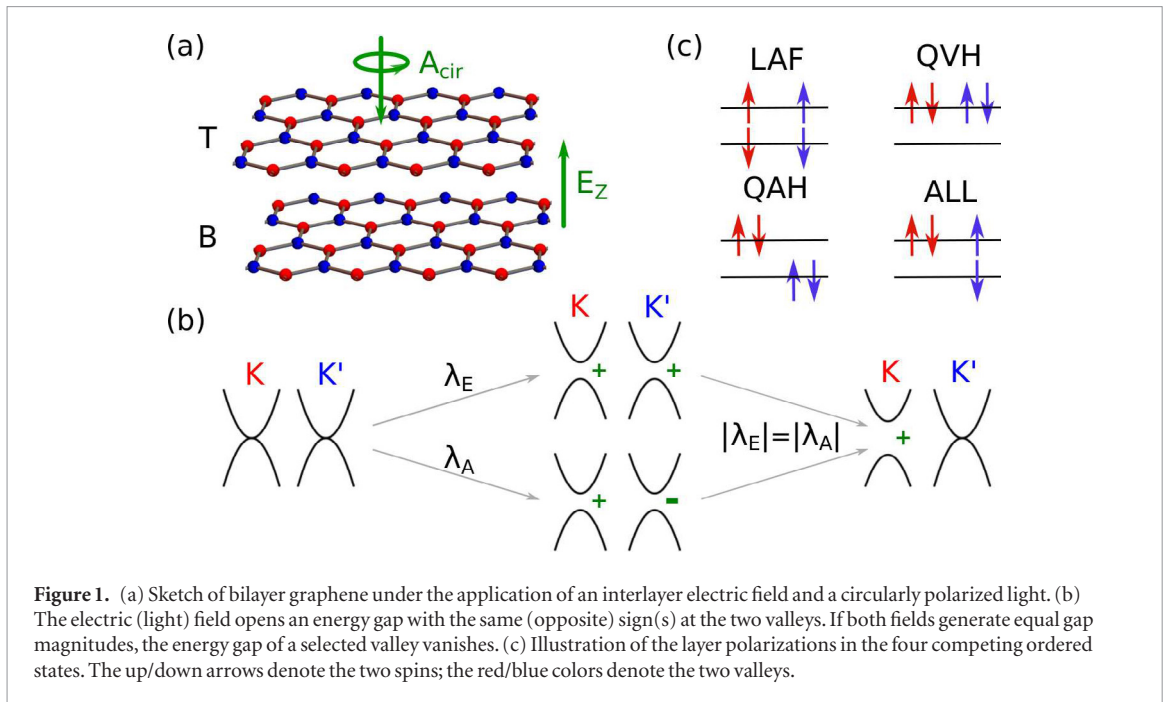 (a)
A_cir
T
E_Z
B
(c)
LAF
QVH
QAH
ALL
(b)
K K'
λ_E
λ_A
K K'
+ +
+ -
|λ_E|=|λ_A|
K K'
+
Figure 1. (a) Sketch of bilayer graphene under the application of an interlayer electric field and a circularly polarized light. (b)
The electric (light) field opens an energy gap with the same (opposite) sign(s) at the two valleys. If both fields generate equal gap
magnitudes, the energy gap of a selected valley vanishes. (c) Illustration of the layer polarizations in the four competing ordered
states. The up/down arrows denote the two spins; the red/blue colors denote the two valleys.